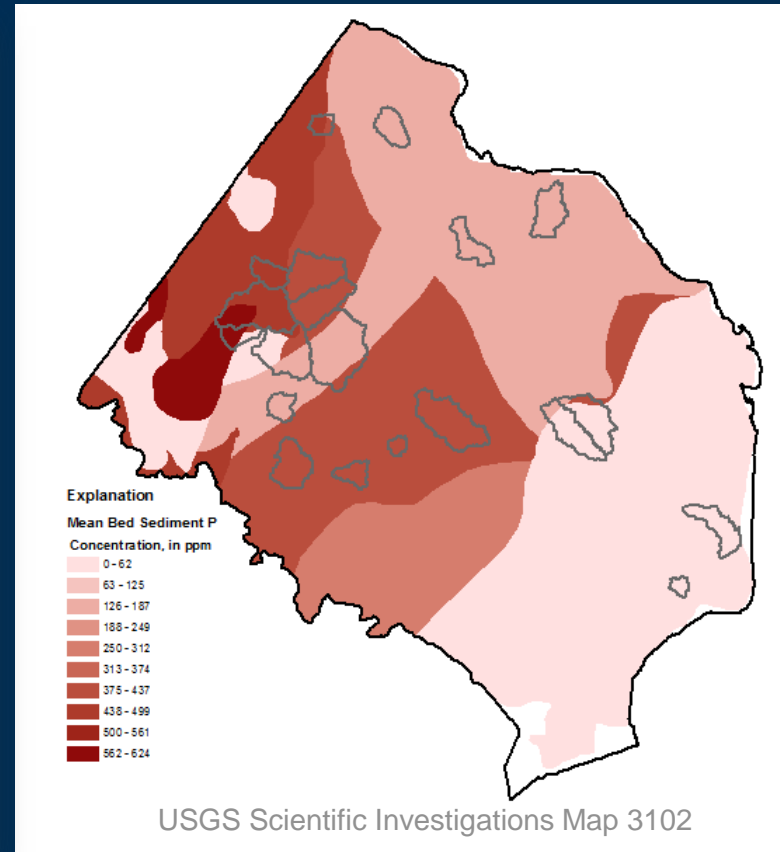 Explanation
Mean Bed Sediment P
Concentration, in ppm
0 - 62
63 - 125
126 - 187
188 - 249
250 - 312
313 - 374
375 - 437
438 - 499
500 - 561
562 - 624
USGS Scientific Investigations Map 3102